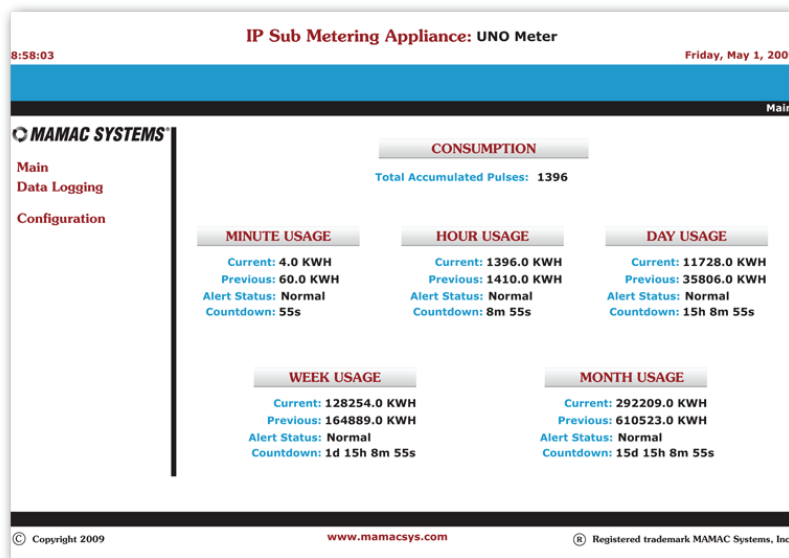 IP Sub Metering Appliance: UNO Meter
8:58:03
Friday, May 1, 200
Main
MAMAC SYSTEMS®
Main
Data Logging
Configuration
CONSUMPTION
Total Accumulated Pulses: 1396
MINUTE USAGE
Current: 4.0 KWH
Previous: 60.0 KWH
Alert Status: Normal
Countdown: 55s
HOUR USAGE
Current: 1396.0 KWH
Previous: 1410.0 KWH
Alert Status: Normal
Countdown: 8m 55s
DAY USAGE
Current: 11728.0 KWH
Previous: 35806.0 KWH
Alert Status: Normal
Countdown: 15h 8m 55s
WEEK USAGE
Current: 128254.0 KWH
Previous: 164889.0 KWH
Alert Status: Normal
Countdown: 1d 15h 8m 55s
MONTH USAGE
Current: 292209.0 KWH
Previous: 610523.0 KWH
Alert Status: Normal
Countdown: 15d 15h 8m 55s
© Copyright 2009
www.mamacsys.com
® Registered trademark MAMAC Systems, Inc